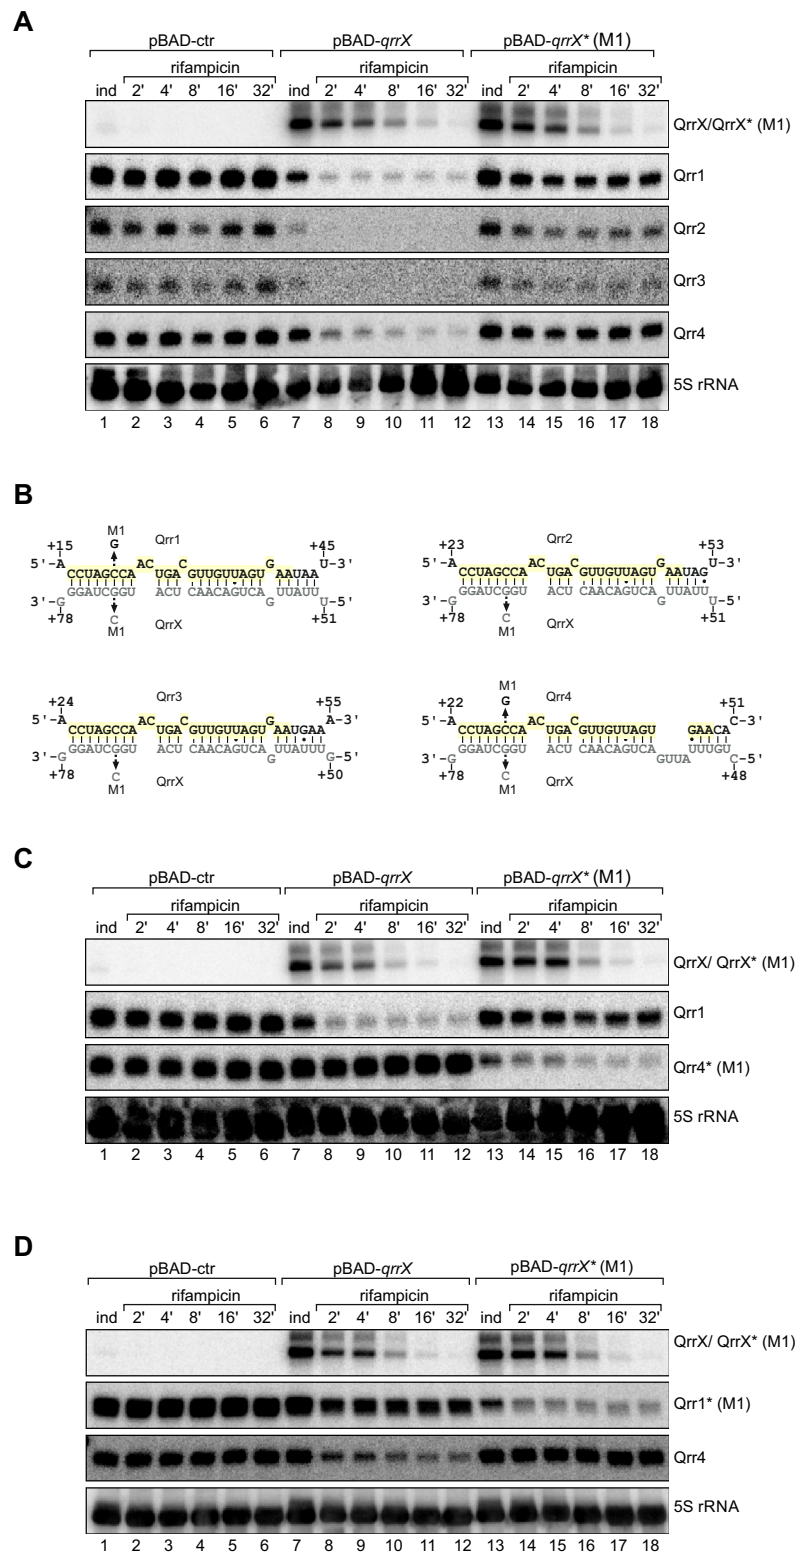 A
pBAD-ctr pBAD-qrrX pBAD-qrrX* (M1)
rifampicin rifampicin rifampicin
ind 2' 4' 8' 16' 32' ind 2' 4' 8' 16' 32' ind 2' 4' 8' 16' 32'
QrrX/QrrX* (M1)
Qrr1
Qrr2
Qrr3
Qrr4
5S rRNA
1 2 3 4 5 6 7 8 9 10 11 12 13 14 15 16 17 18
B
M1
+15 G Qrr1 +45
5'-A CCUAGCCA AC UGA C GUUGUUAGU G AAUAA U-3'
3'-G GGAUCGGU ACU CAACAGUCA G UUAUU U-5'
+78 C QrrX +51
M1
+23 Qrr2 +53
5'-A CCUAGCCA AC UGA C GUUGUUAGU G AAUAG U-3'
3'-G GGAUCGGU ACU CAACAGUCA G UUAUU U-5'
+78 C QrrX +51
M1
+24 Qrr3 +55
5'-A CCUAGCCA AC UGA C GUUGUUAGU G AAUGAA A-3'
3'-G GGAUCGGU ACU CAACAGUCA G UUAUUU G-5'
+78 C QrrX +50
M1
M1
+22 G Qrr4 +51
5'-A CCUAGCCA AC UGA C GUUGUUAGU GAACA C-3'
3'-G GGAUCGGU ACU CAACAGUCA GUUA UUUGU C-5'
+78 C QrrX +48
M1
C
pBAD-ctr pBAD-qrrX pBAD-qrrX* (M1)
rifampicin rifampicin rifampicin
ind 2' 4' 8' 16' 32' ind 2' 4' 8' 16' 32' ind 2' 4' 8' 16' 32'
QrrX/ QrrX* (M1)
Qrr1
Qrr4* (M1)
5S rRNA
1 2 3 4 5 6 7 8 9 10 11 12 13 14 15 16 17 18
D
pBAD-ctr pBAD-qrrX pBAD-qrrX* (M1)
rifampicin rifampicin rifampicin
ind 2' 4' 8' 16' 32' ind 2' 4' 8' 16' 32' ind 2' 4' 8' 16' 32'
QrrX/ QrrX* (M1)
Qrr1* (M1)
Qrr4
5S rRNA
1 2 3 4 5 6 7 8 9 10 11 12 13 14 15 16 17 18